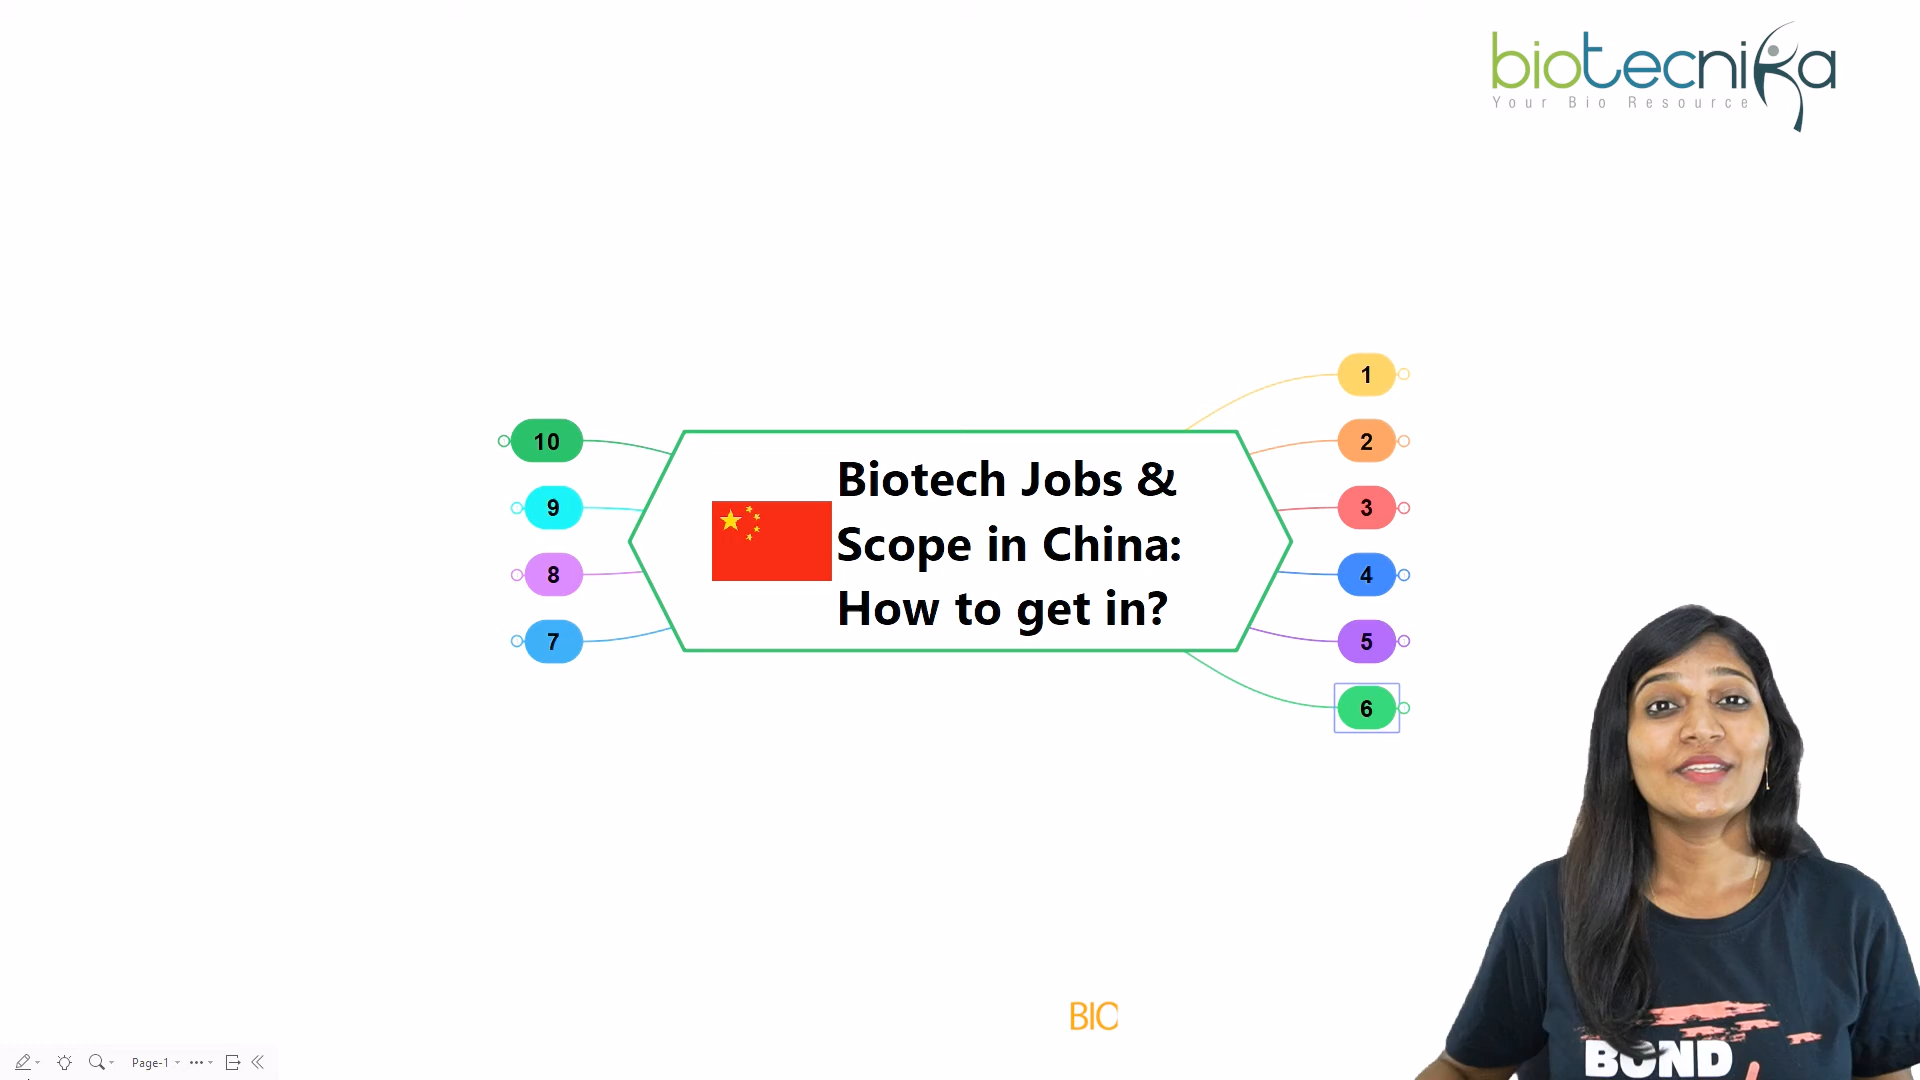 biotecnika
Your Bio Resource
Biotech Jobs &
Scope in China:
How to get in?
1
2
3
4
5
6
7
8
9
10
BIO
BOND
Page-1